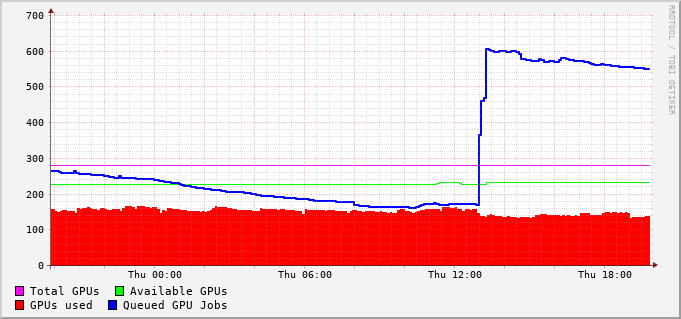 700
600
500
400
300
200
100
0
Thu 00:00 Thu 06:00 Thu 12:00 Thu 18:00
Total GPUs Available GPUs
GPUs used Queued GPU Jobs
RRDTOOL / TOBI OETIKER